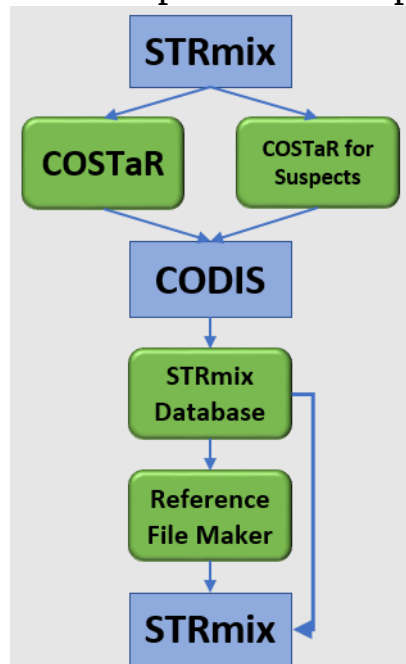 STRmix
COSTaR
COSTaR for
Suspects
CODIS
STRmix
Database
Reference
File Maker
STRmix